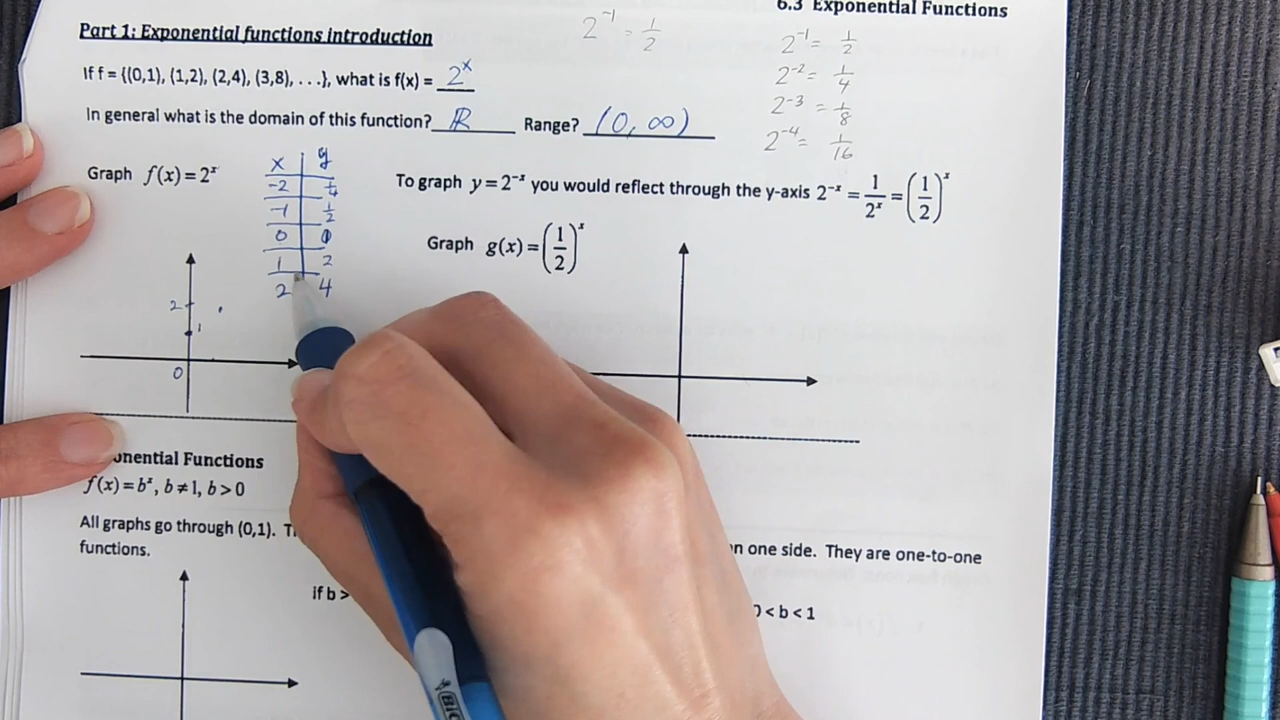 6.3 Exponential Functions
Part 1: Exponential functions introduction
2^-1 = 1/2
2^-1 = 1/2
2^-2 = 1/4
2^-3 = 1/8
2^-4 = 1/16
If f = {(0,1), (1,2), (2,4), (3,8), . . .}, what is f(x) = 2^x
In general what is the domain of this function? ℝ Range? (0, ∞)
Graph f(x) = 2^x
x | y
-2 | 1/4
-1 | 1/2
0 | 1
1 | 2
2 | 4
2
1
0
To graph y = 2^-x you would reflect through the y-axis 2^-x = 1/2^x = (1/2)^x
Graph g(x) = (1/2)^x
onential Functions
f(x) = b^x, b ≠ 1, b > 0
All graphs go through (0,1). on one side. They are one-to-one
functions.
if b >
0 < b < 1
BIC